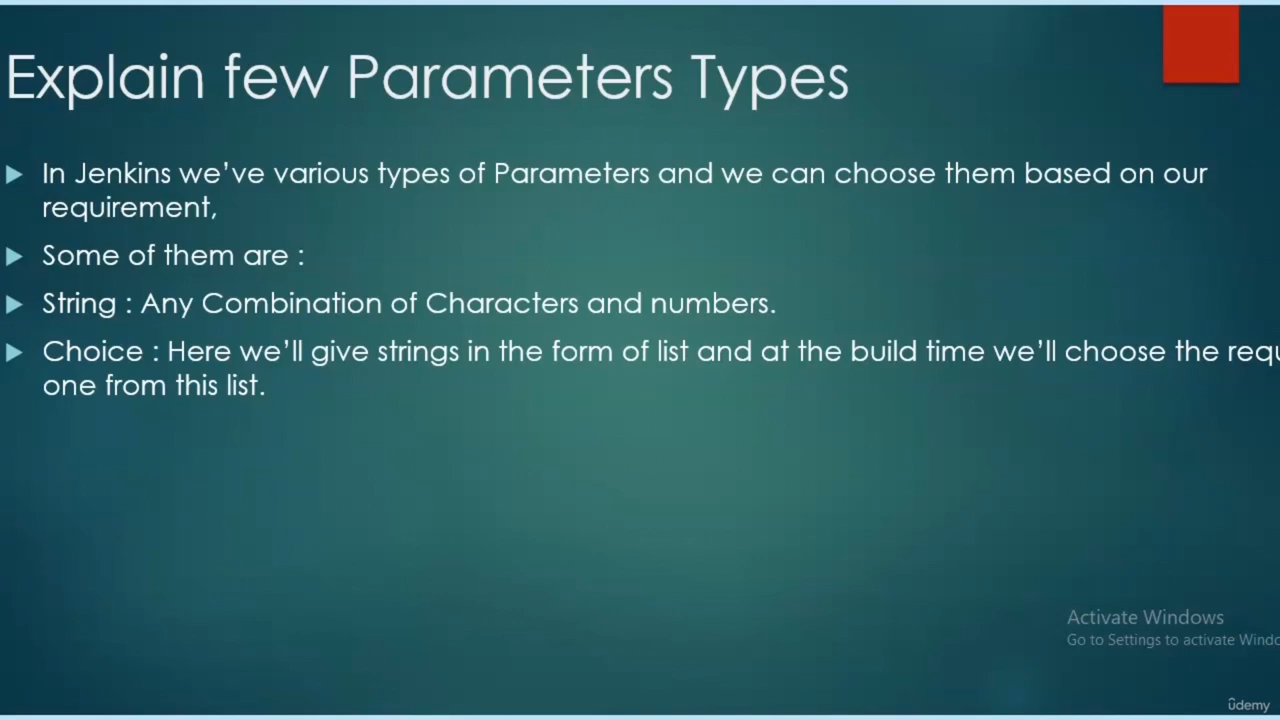 Explain few Parameters Types
In Jenkins we’ve various types of Parameters and we can choose them based on our
requirement,
Some of them are :
String : Any Combination of Characters and numbers.
Choice : Here we’ll give strings in the form of list and at the build time we’ll choose the
one from this list.
Activate Windows
Go to Settings to activate
ûdemy